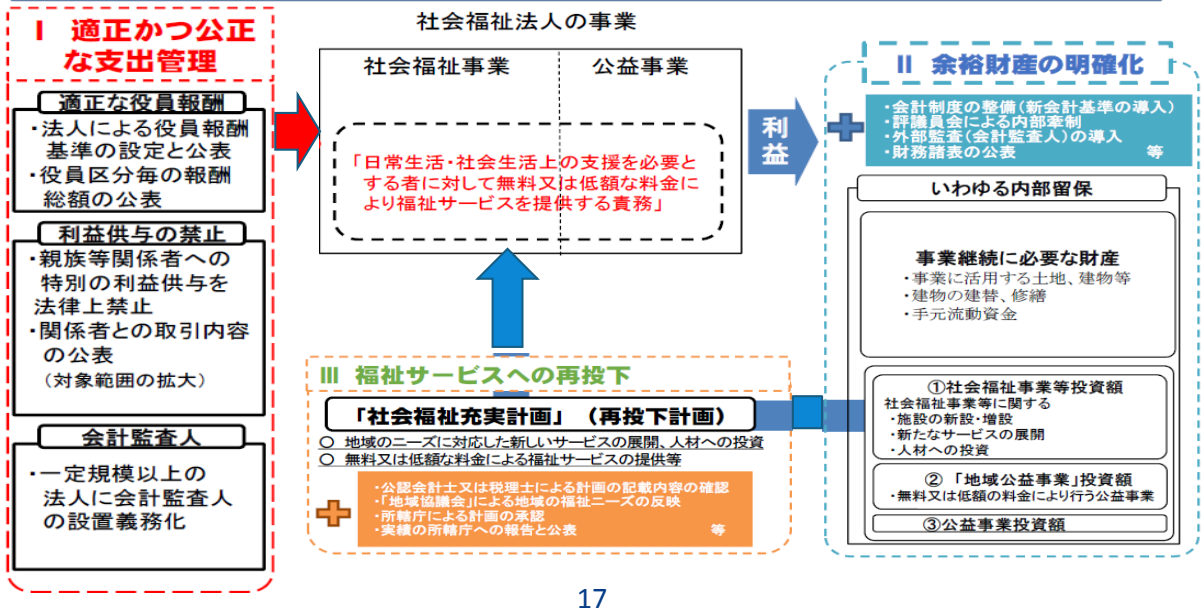 Ⅰ 適正かつ公正
な支出管理
適正な役員報酬
・法人による役員報酬
基準の設定と公表
・役員区分毎の報酬
総額の公表
利益供与の禁止
・親族等関係者への
特別の利益供与を
法律上禁止
・関係者との取引内容
の公表
(対象範囲の拡大)
会計監査人
・一定規模以上の
法人に会計監査人
の設置義務化
社会福祉法人の事業
社会福祉事業
公益事業
「日常生活・社会生活上の支援を必要と
する者に対して無料又は低額な料金に
より福祉サービスを提供する責務」
利
益
Ⅱ 余裕財産の明確化
・会計制度の整備(新会計基準の導入)
・評議員会による内部牽制
・外部監査(会計監査人)の導入
・財務諸表の公表 等
いわゆる内部留保
事業継続に必要な財産
・事業に活用する土地、建物等
・建物の建替、修繕
・手元流動資金
①社会福祉事業等投資額
社会福祉事業等に関する
・施設の新設・増設
・新たなサービスの展開
・人材への投資
②「地域公益事業」投資額
・無料又は低額の料金により行う公益事業
③公益事業投資額
Ⅲ 福祉サービスへの再投下
「社会福祉充実計画」(再投下計画)
○ 地域のニーズに対応した新しいサービスの展開、人材への投資
○ 無料又は低額な料金による福祉サービスの提供等
・公認会計士又は税理士による計画の記載内容の確認
・「地域協議会」による地域の福祉ニーズの反映
・所轄庁による計画の承認
・実績の所轄庁への報告と公表 等
17